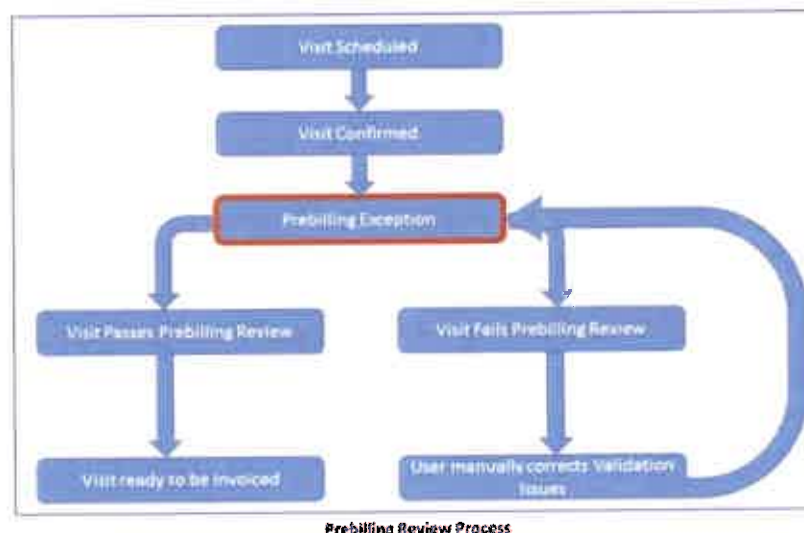 Visit Scheduled
Visit Confirmed
Prebilling Exception
Visit Passes Prebilling Review
Visit Fails Prebilling Review
Visit ready to be Invoiced
User manually corrects Validation
Issues
Prebilling Review Process